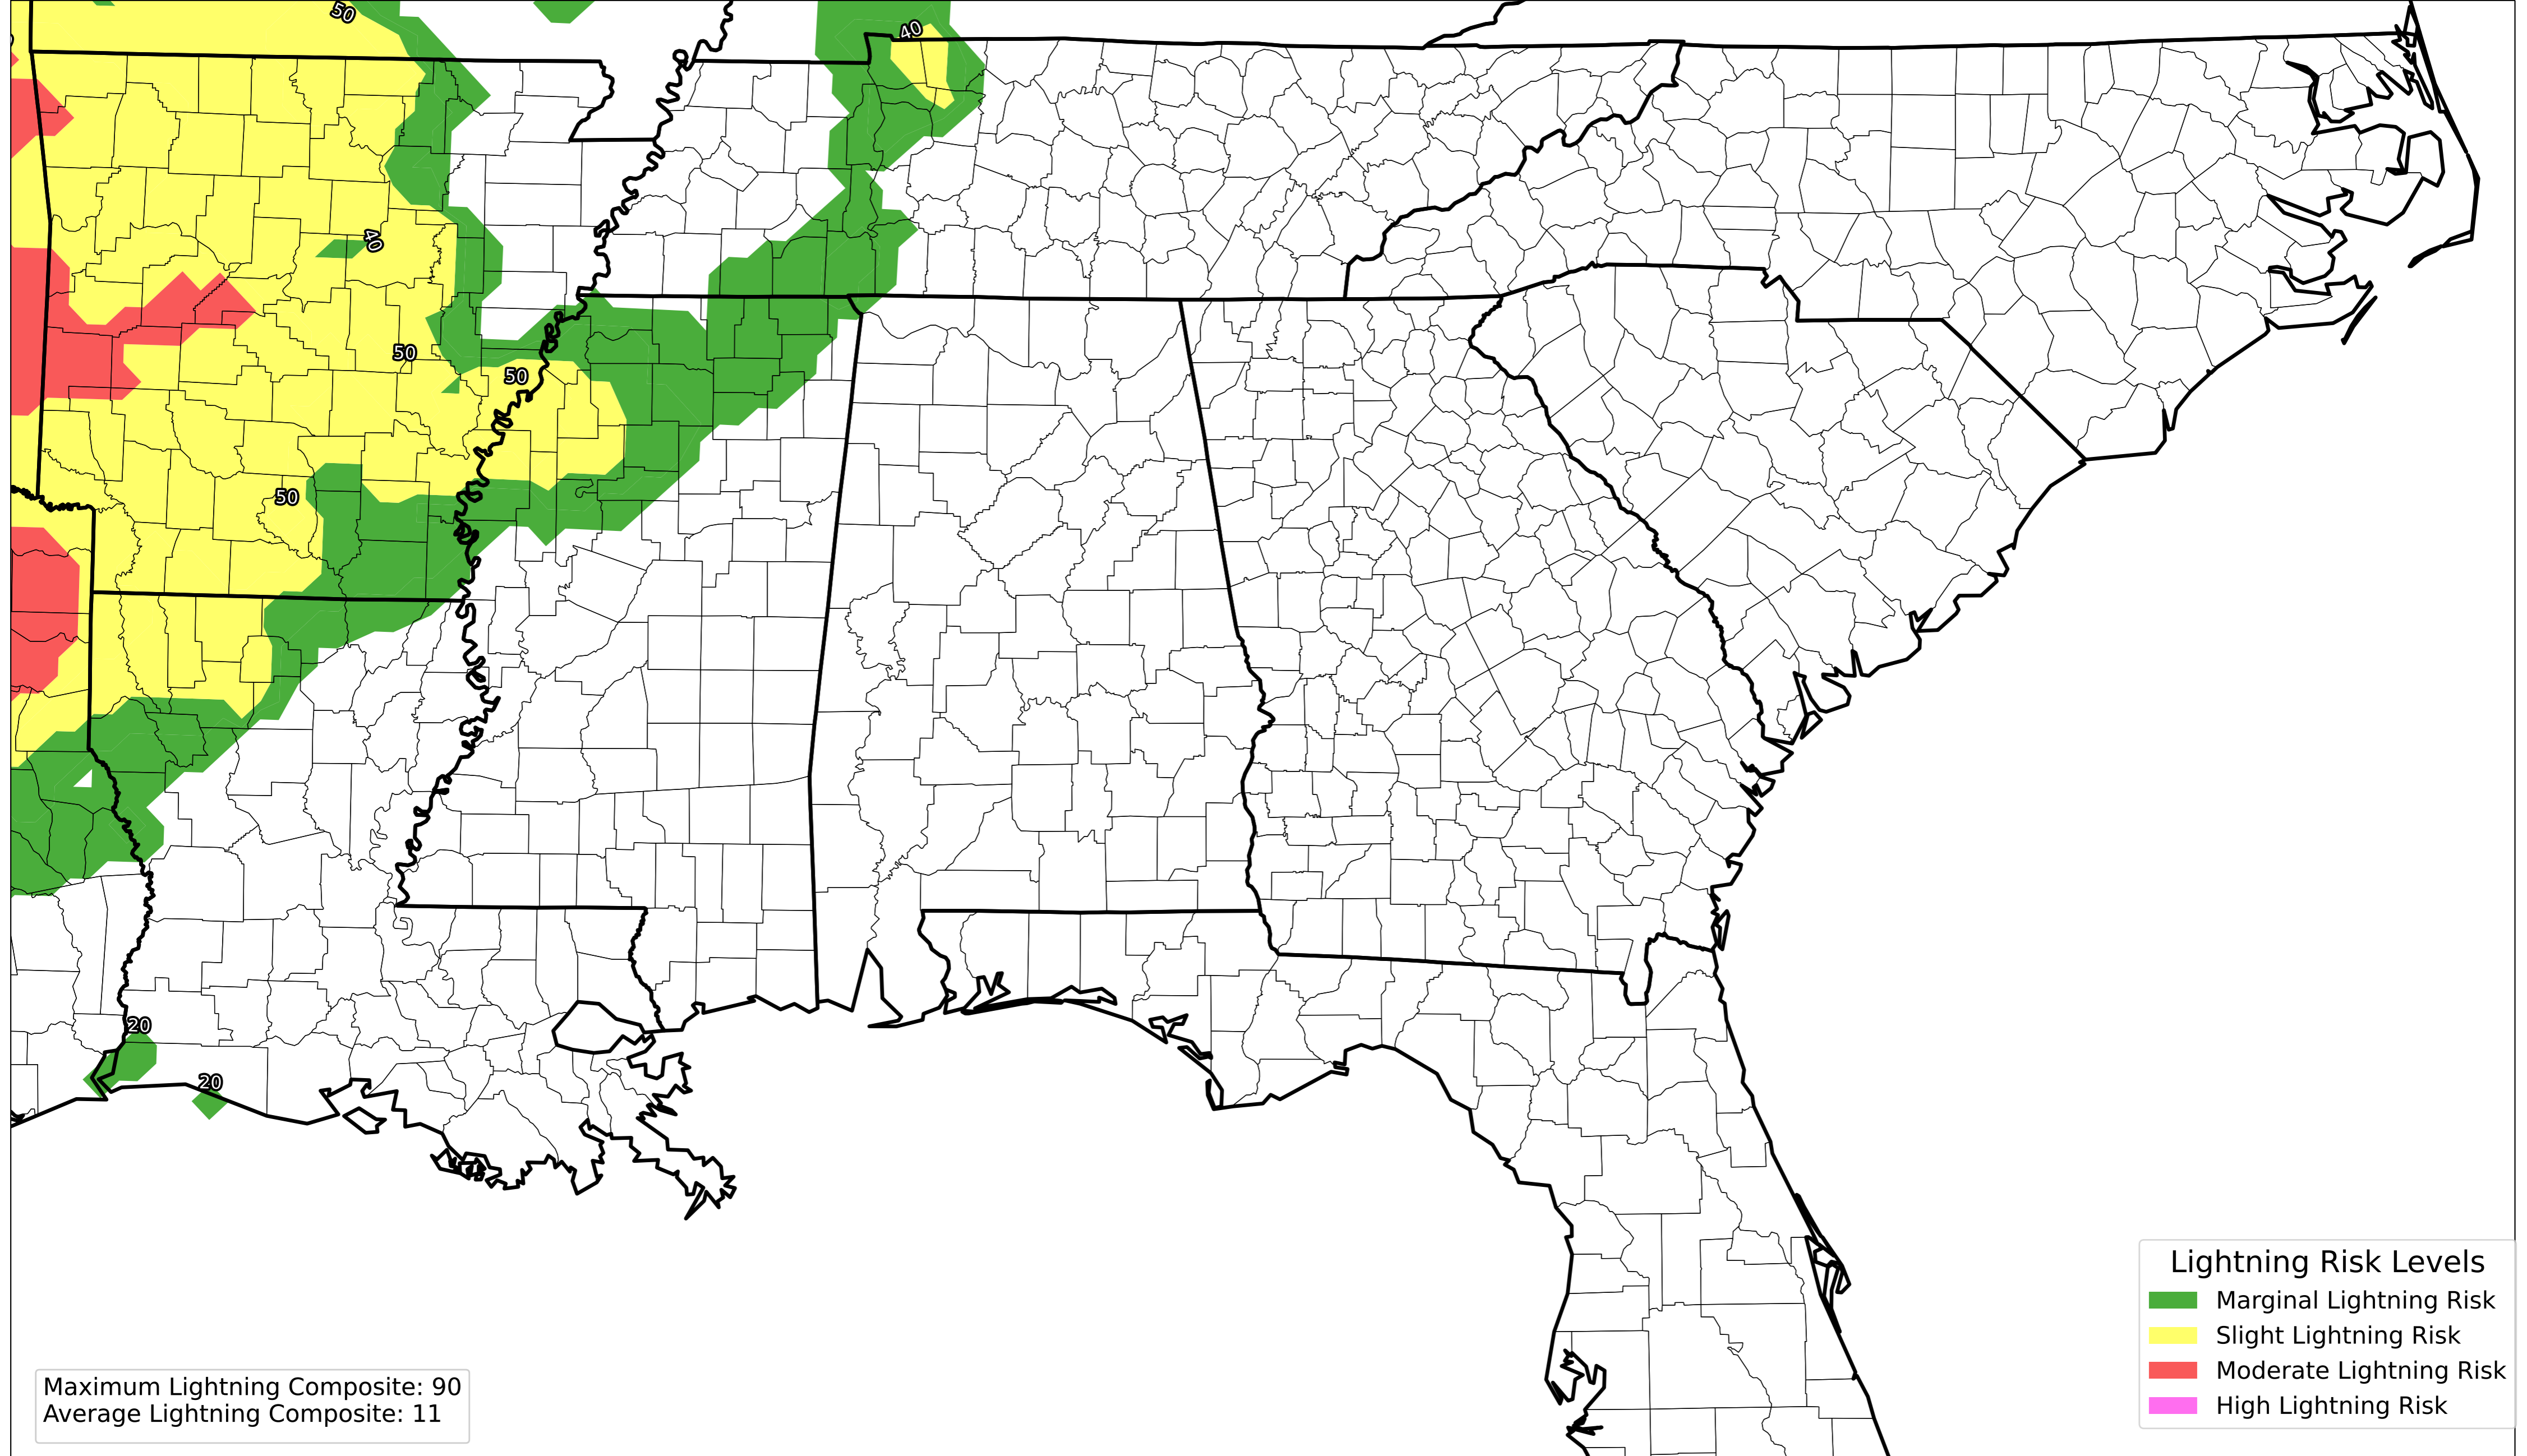 50
40
40
50
50
50
20
20
Lightning Risk Levels
Marginal Lightning Risk
Slight Lightning Risk
Moderate Lightning Risk
High Lightning Risk
Maximum Lightning Composite: 90
Average Lightning Composite: 11